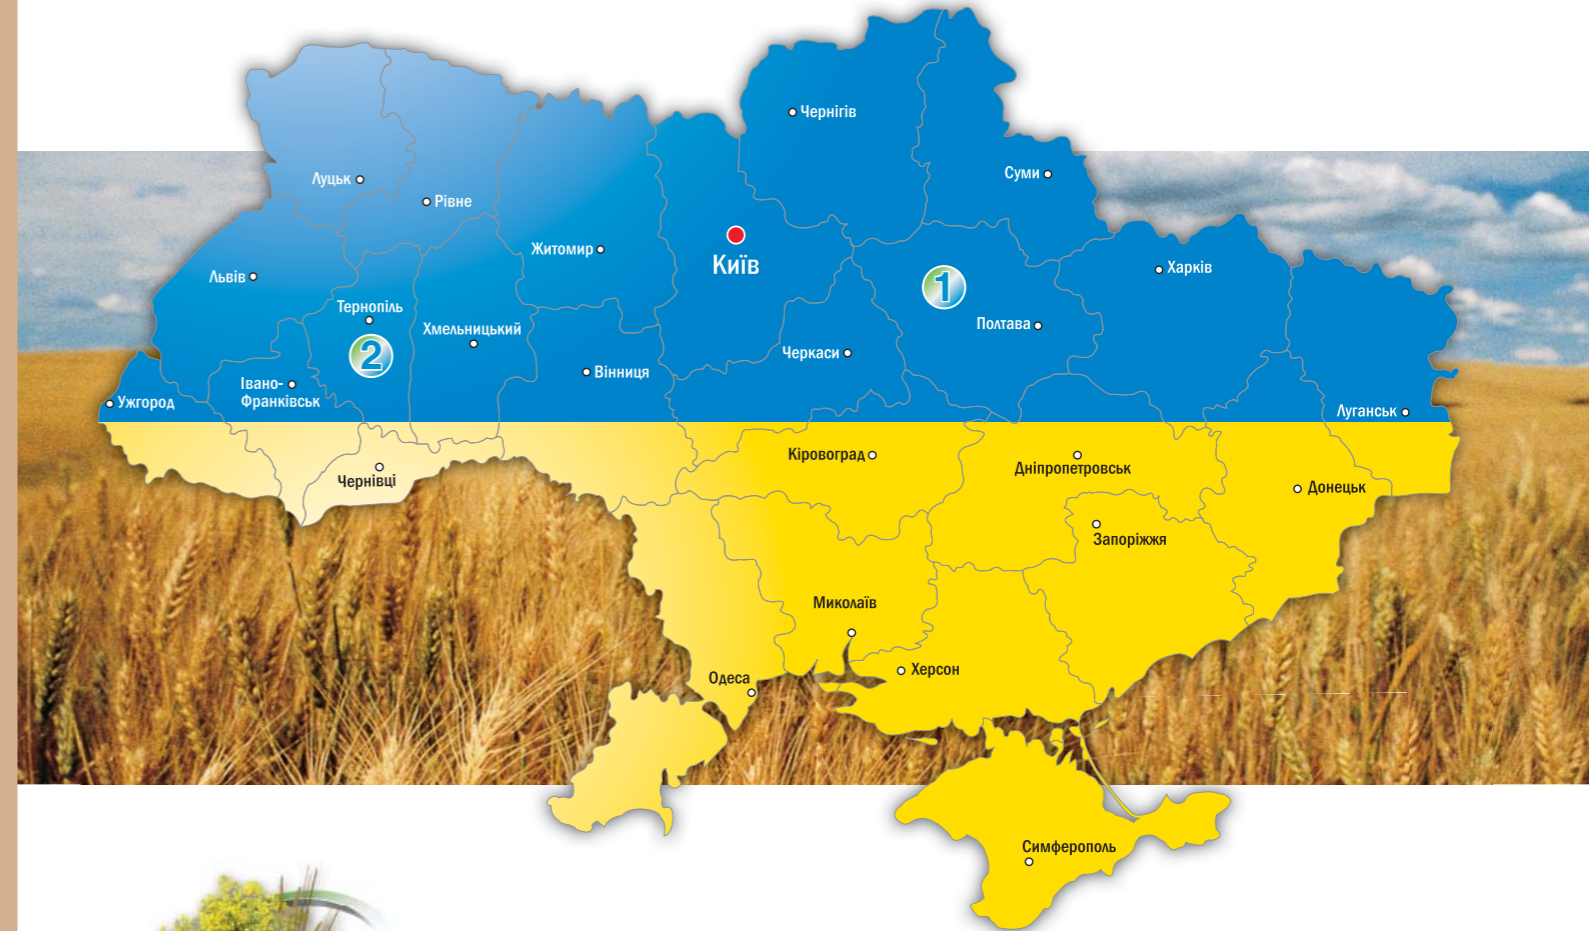 Чернігів
Суми
Луцьк
Рівне
Житомир
Київ
Харків
Львів
1
Тернопіль
Хмельницький
Полтава
2
Черкаси
Вінниця
Івано-
Франківськ
Ужгород
Луганськ
Кіровоград
Дніпропетровськ
Чернівці
Донецьк
Запоріжжя
Миколаїв
Херсон
Одеса
Симферополь